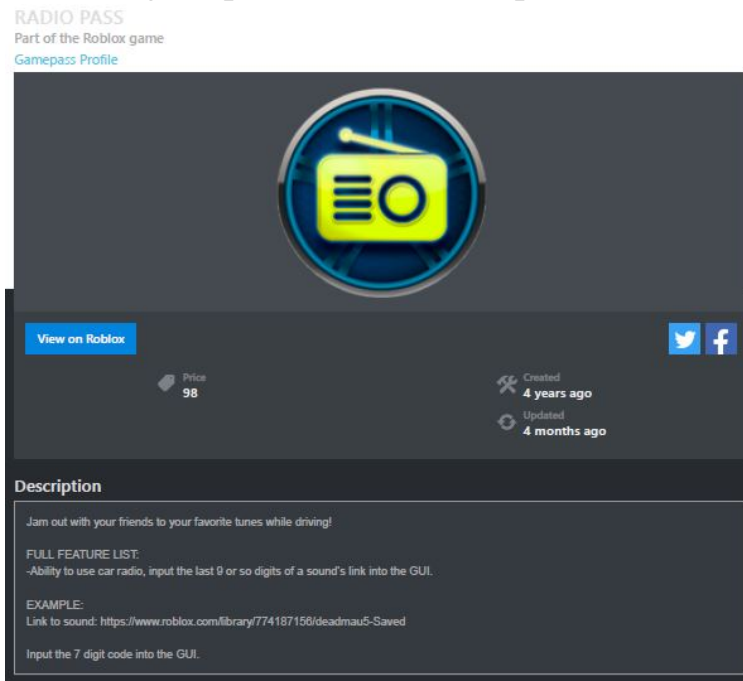 RADIO PASS
Part of the Roblox game
Gamepass Profile
View on Roblox
Price
98
Created
4 years ago
Updated
4 months ago
Description
Jam out with your friends to your favorite tunes while driving!
FULL FEATURE LIST:
-Ability to use car radio, input the last 9 or so digits of a sound's link into the GUI.
EXAMPLE:
Link to sound: https://www.roblox.com/library/774187156/deadmau5-Saved
Input the 7 digit code into the GUI.